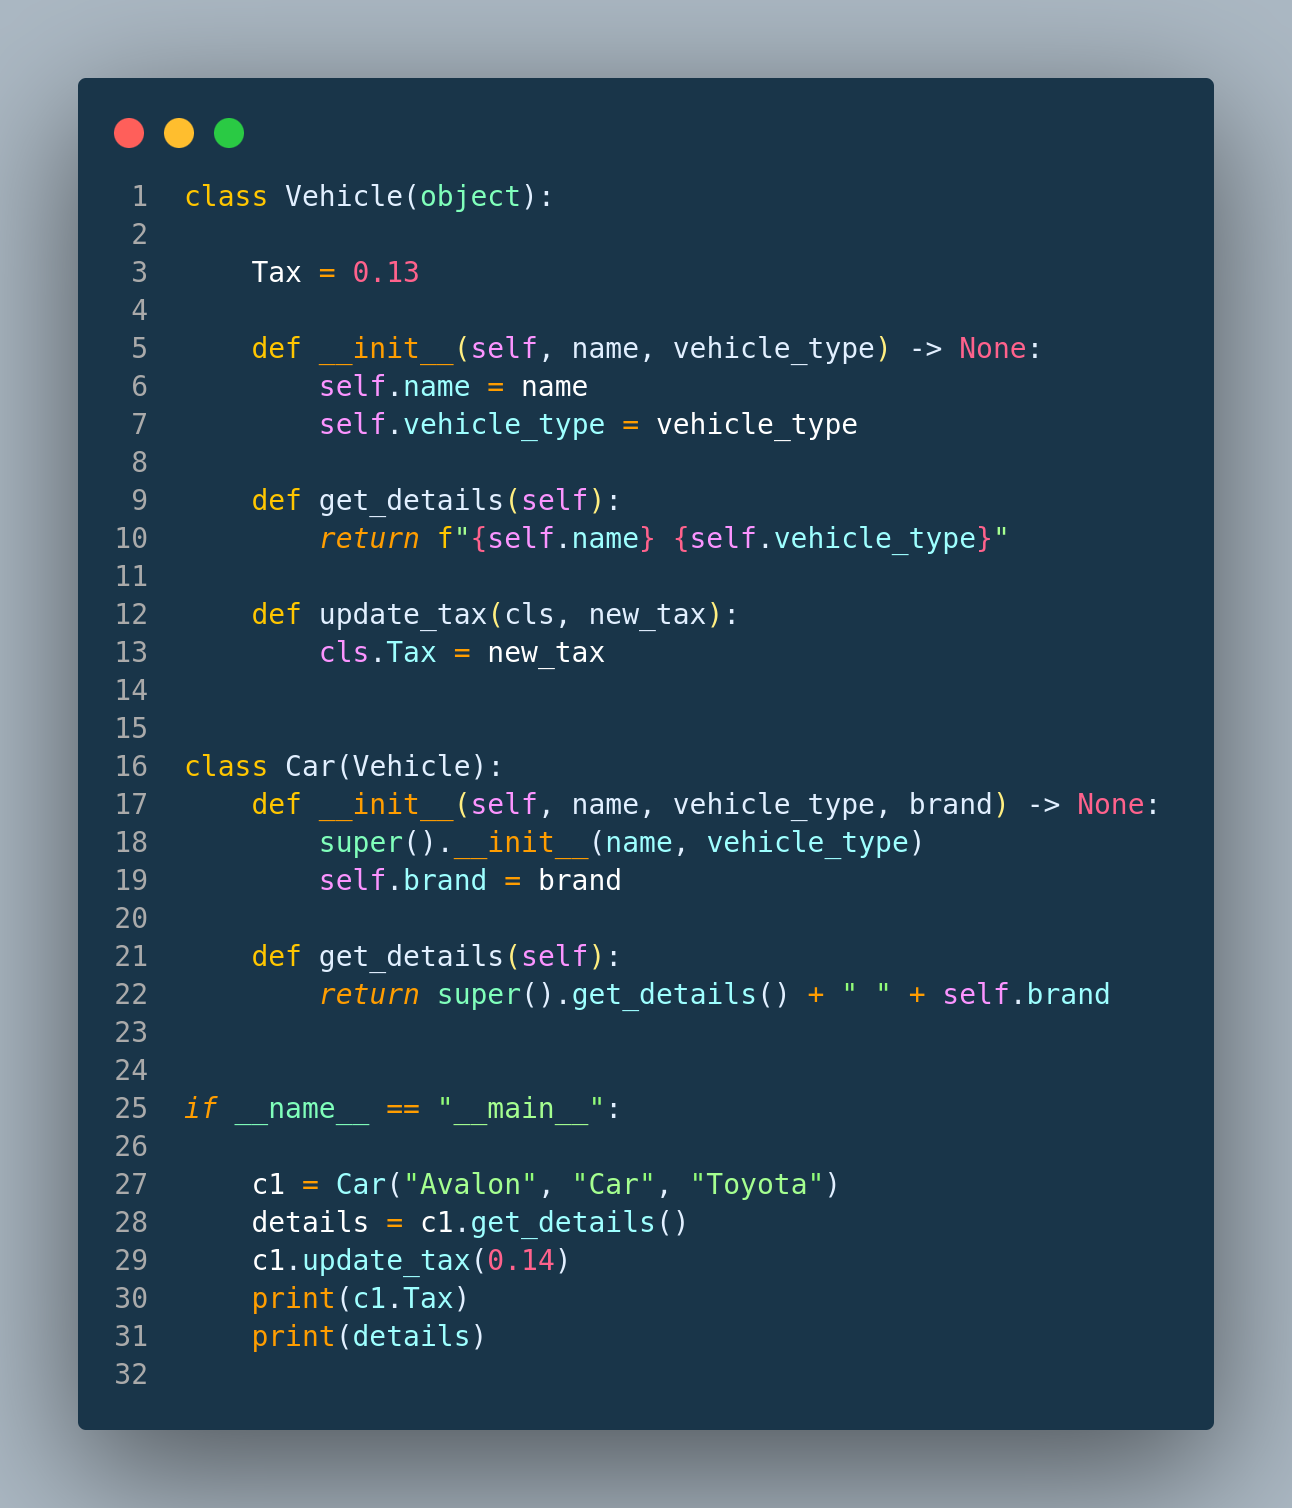 1 class Vehicle(object):
2
3     Tax = 0.13
4
5     def __init__(self, name, vehicle_type) -> None:
6         self.name = name
7         self.vehicle_type = vehicle_type
8
9     def get_details(self):
10         return f"{self.name} {self.vehicle_type}"
11
12     def update_tax(cls, new_tax):
13         cls.Tax = new_tax
14
15
16 class Car(Vehicle):
17     def __init__(self, name, vehicle_type, brand) -> None:
18         super().__init__(name, vehicle_type)
19         self.brand = brand
20
21     def get_details(self):
22         return super().get_details() + " " + self.brand
23
24
25 if __name__ == "__main__":
26
27     c1 = Car("Avalon", "Car", "Toyota")
28     details = c1.get_details()
29     c1.update_tax(0.14)
30     print(c1.Tax)
31     print(details)
32